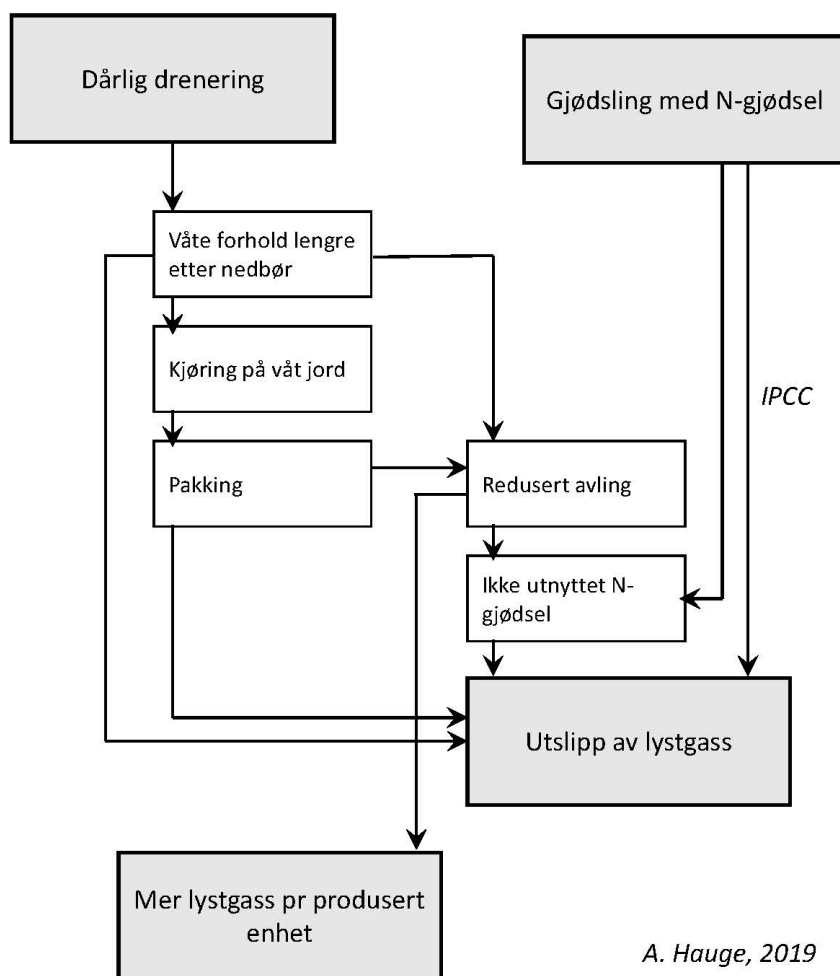 Dårlig drenering
Gjødsling med N-gjødsel
Våte forhold lengre
etter nedbør
Kjøring på våt jord
IPCC
Pakking
Redusert avling
Ikke utnyttet N-
gjødsel
Utslipp av lystgass
Mer lystgass pr produsert
enhet
A. Hauge, 2019